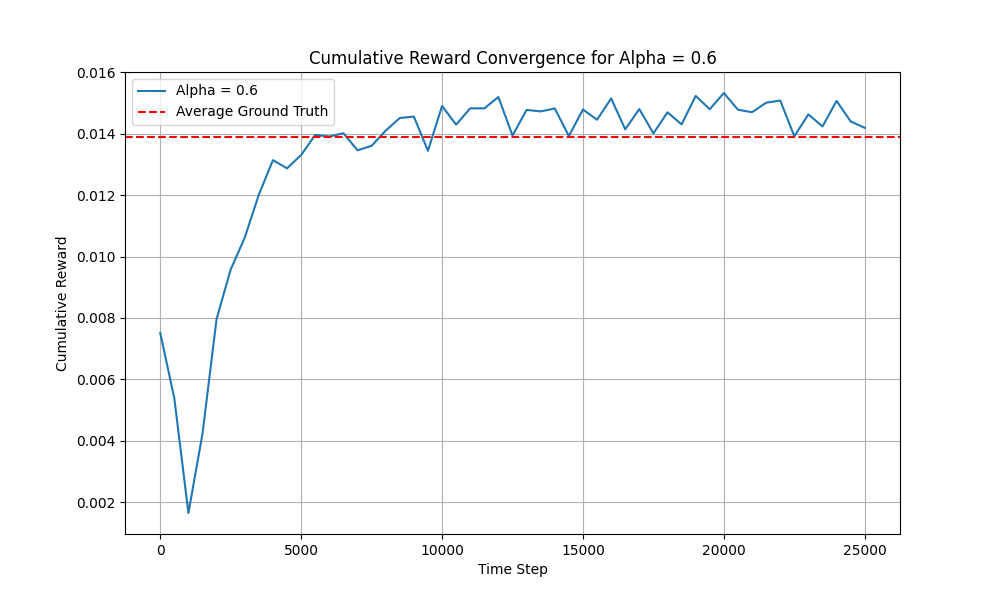 Cumulative Reward Convergence for Alpha = 0.6
Alpha = 0.6
Average Ground Truth
0.016
0.014
0.012
0.010
0.008
0.006
0.004
0.002
Cumulative Reward
0 5000 10000 15000 20000 25000
Time Step